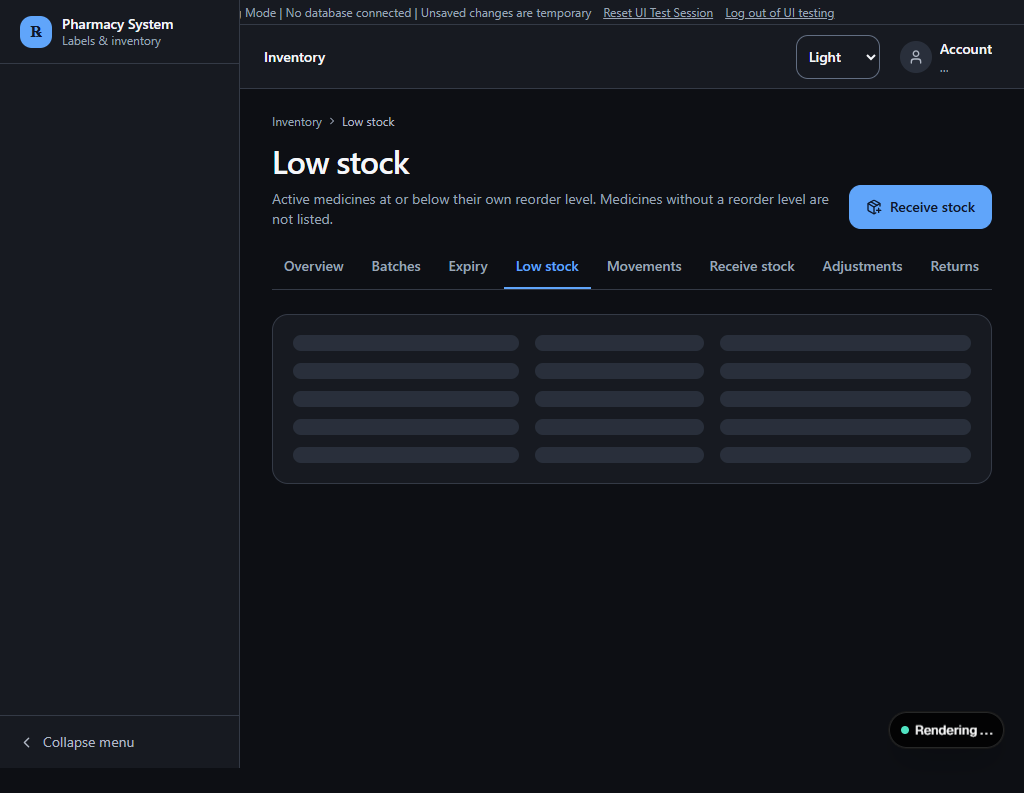 ℞
Pharmacy System
Labels & inventory
Mode | No database connected | Unsaved changes are temporary Reset UI Test Session Log out of UI testing
Inventory
Light
Account
...
Inventory > Low stock
Low stock
Active medicines at or below their own reorder level. Medicines without a reorder level are
not listed.
Receive stock
Overview Batches Expiry Low stock Movements Receive stock Adjustments Returns
Collapse menu
Rendering ...